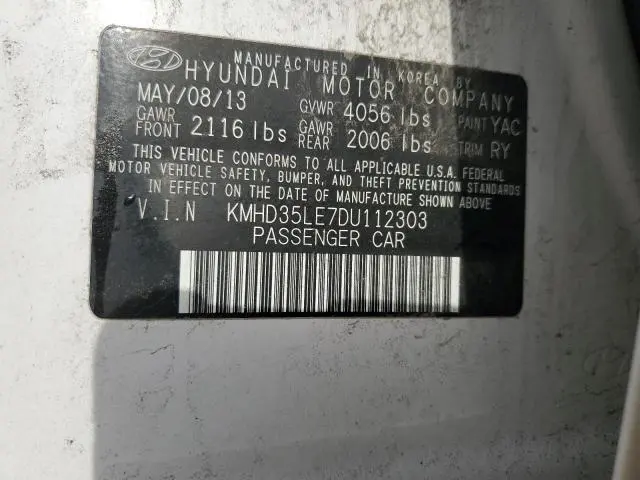 MANUFACTURED IN KOREA BY
HYUNDAI MOTOR COMPANY
MAY/08/13 GVWR 4056 lbs PAINT YAC
GAWR FRONT 2116 lbs GAWR REAR 2006 lbs TRIM RY
THIS VEHICLE CONFORMS TO ALL APPLICABLE U.S.A. FEDERAL
MOTOR VEHICLE SAFETY, BUMPER, AND THEFT PREVENTION STANDARDS
IN EFFECT ON THE DATE OF MANUFACTURE SHOWN ABOVE
V.I.N KMHD35LE7DU112303
PASSENGER CAR